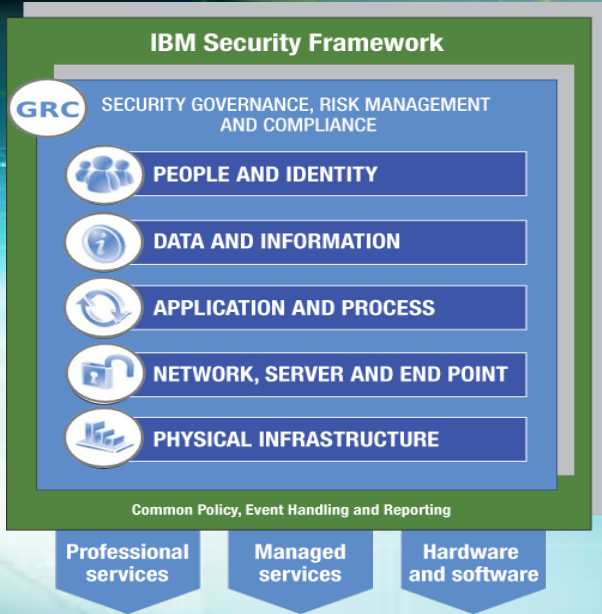 IBM Security Framework
GRC
SECURITY GOVERNANCE, RISK MANAGEMENT
AND COMPLIANCE
PEOPLE AND IDENTITY
DATA AND INFORMATION
APPLICATION AND PROCESS
NETWORK, SERVER AND END POINT
PHYSICAL INFRASTRUCTURE
Common Policy, Event Handling and Reporting
Professional
services
Managed
services
Hardware
and software